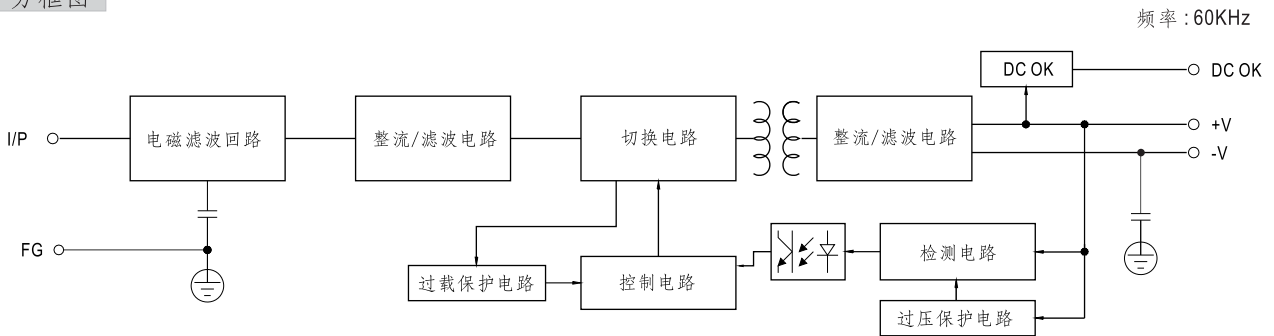 方框图
频率 : 60KHz
DC OK
DC OK
I/P
电磁滤波回路
整流/滤波电路
切换电路
整流/滤波电路
+V
-V
FG
过载保护电路
控制电路
检测电路
过压保护电路